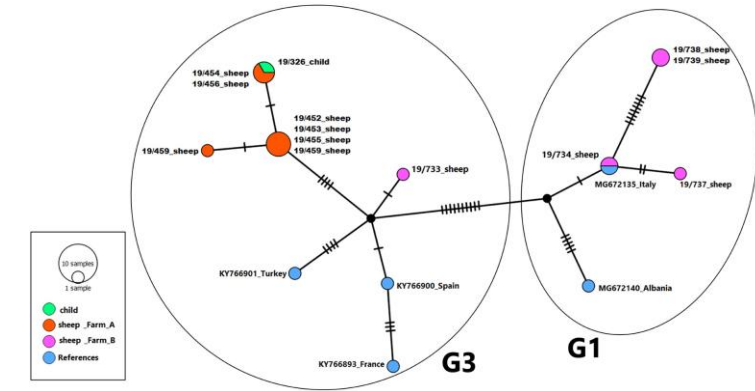 19/326_child
19/454_sheep
19/456_sheep
19/452_sheep
19/453_sheep
19/455_sheep
19/459_sheep
19/459_sheep
19/733_sheep
KY766901_Turkey
KY766900_Spain
KY766893_France
G3
19/738_sheep
19/739_sheep
19/734_sheep
MG672135_Italy
19/737_sheep
MG672140_Albania
G1
10 samples
1 sample
child
sheep _Farm_A
sheep _Farm_B
References